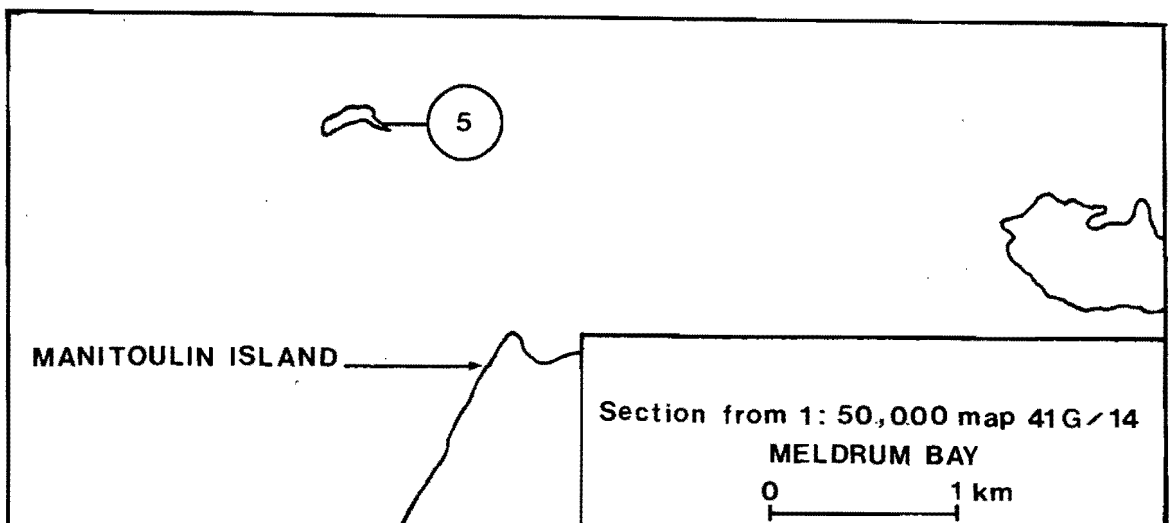 5
MANITOULIN ISLAND
Section from 1: 50,000 map 41G/14
MELDRUM BAY
0 1 km